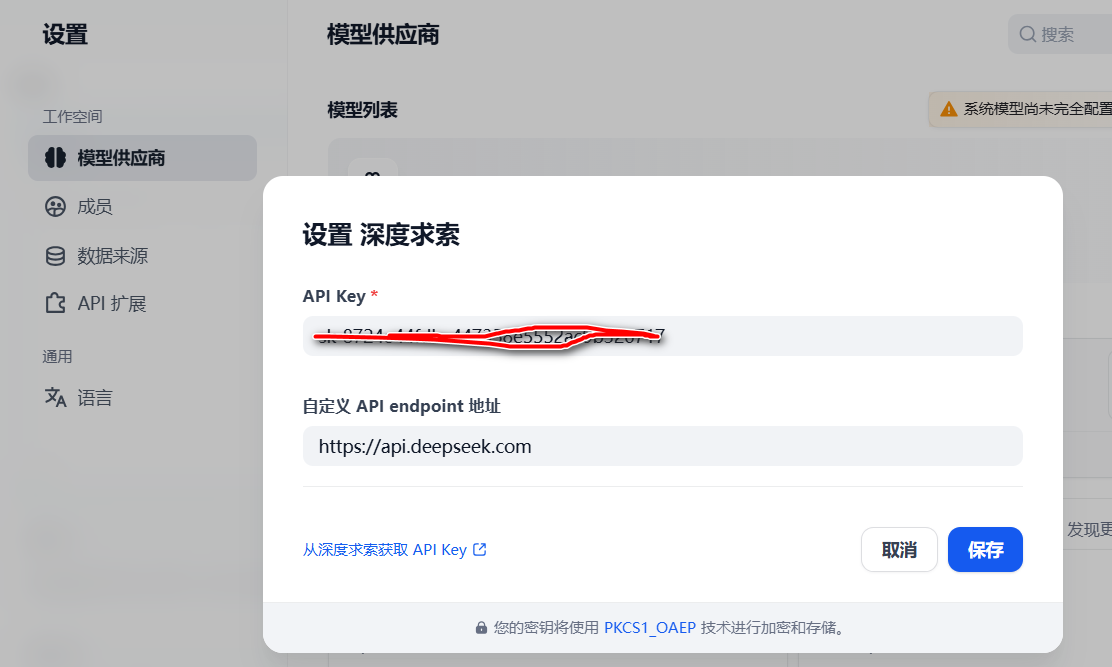 设置
模型供应商
搜索
工作空间
模型列表
系统模型尚未完全配置
模型供应商
成员
数据来源
API 扩展
通用
语言
设置 深度求索
API Key *
自定义 API endpoint 地址
https://api.deepseek.com
发现更
从深度求索获取 API Key
取消
保存
您的密钥将使用 PKCS1_OAEP 技术进行加密和存储。